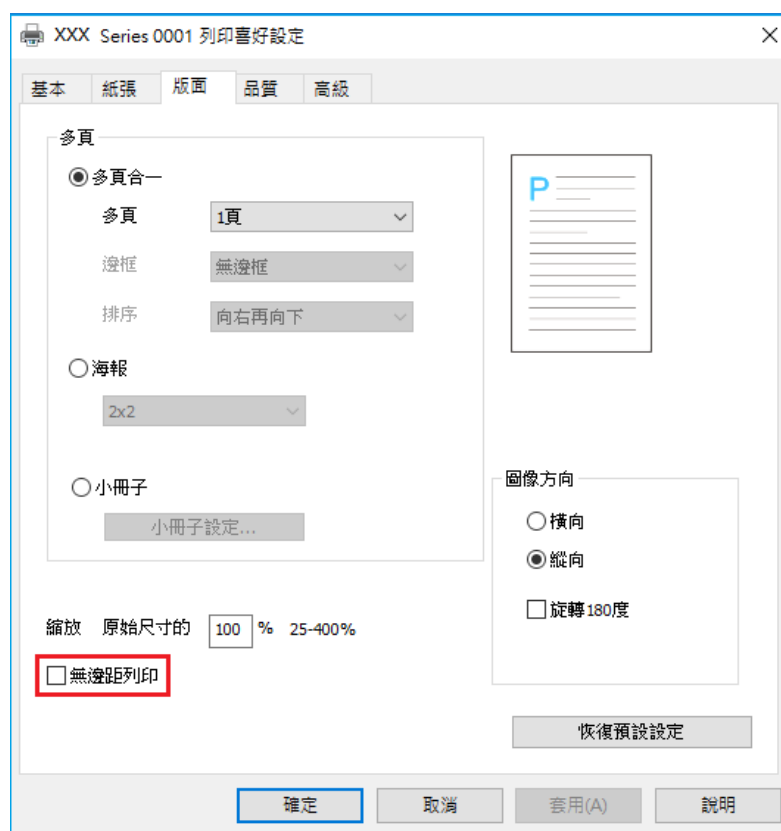 XXX Series 0001 列印喜好設定
基本 紙張 版面 品質 高級
多頁
多頁合一
多頁 1頁
邊框 無邊框
排序 向右再向下
海報
2x2
小冊子
小冊子設定...
P
圖像方向
橫向
縱向
旋轉180度
縮放 原始尺寸的 100 % 25-400%
無邊距列印
恢復預設設定
確定 取消 套用(A) 說明